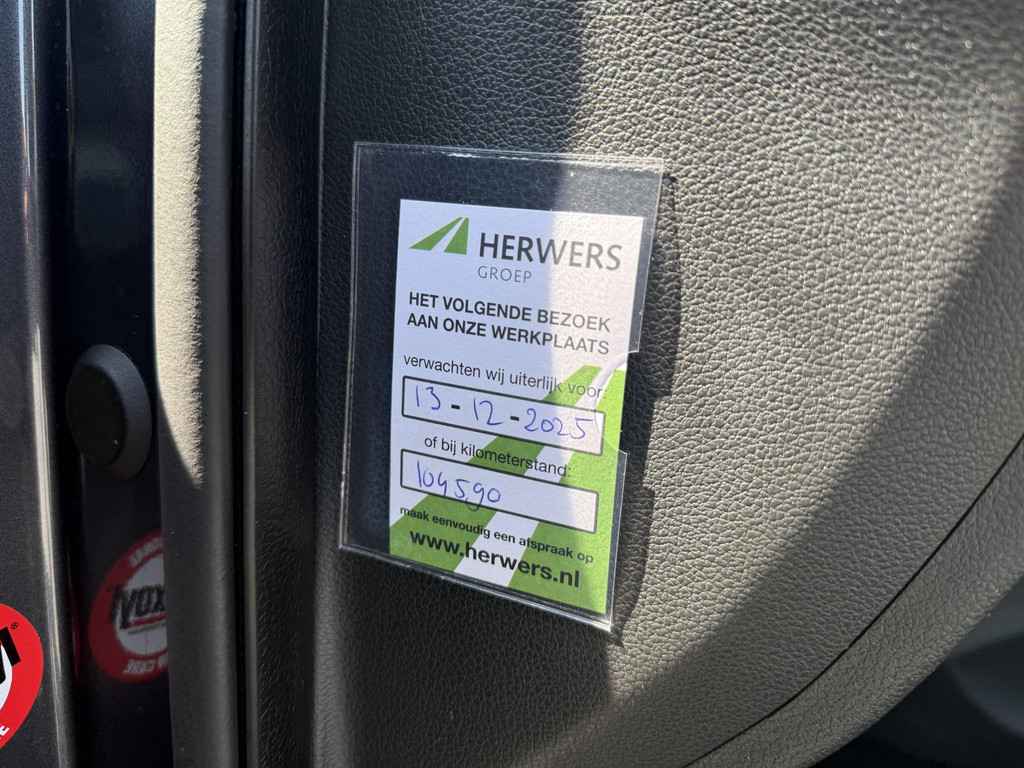 HERWERS
GROEP
HET VOLGENDE BEZOEK
AAN ONZE WERKPLAATS
verwachten wij uiterlijk voor
13-12-2025
of bij kilometerstand:
104590
maak eenvoudig een afspraak op
www.herwers.nl